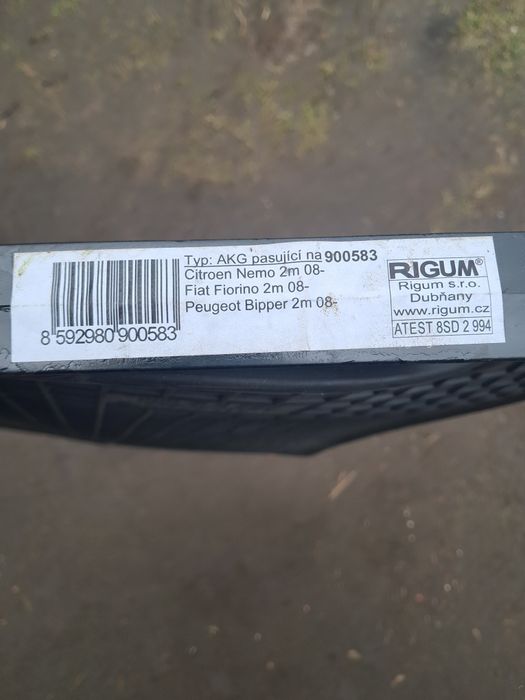 Typ: AKG pasující na 900583
Citroen Nemo 2m 08-
Fiat Fiorino 2m 08-
Peugeot Bipper 2m 08-
8 592980 900583
RIGUM®
Rigum s.r.o.
Dubňany
www.rigum.cz
ATEST 8SD 2 994